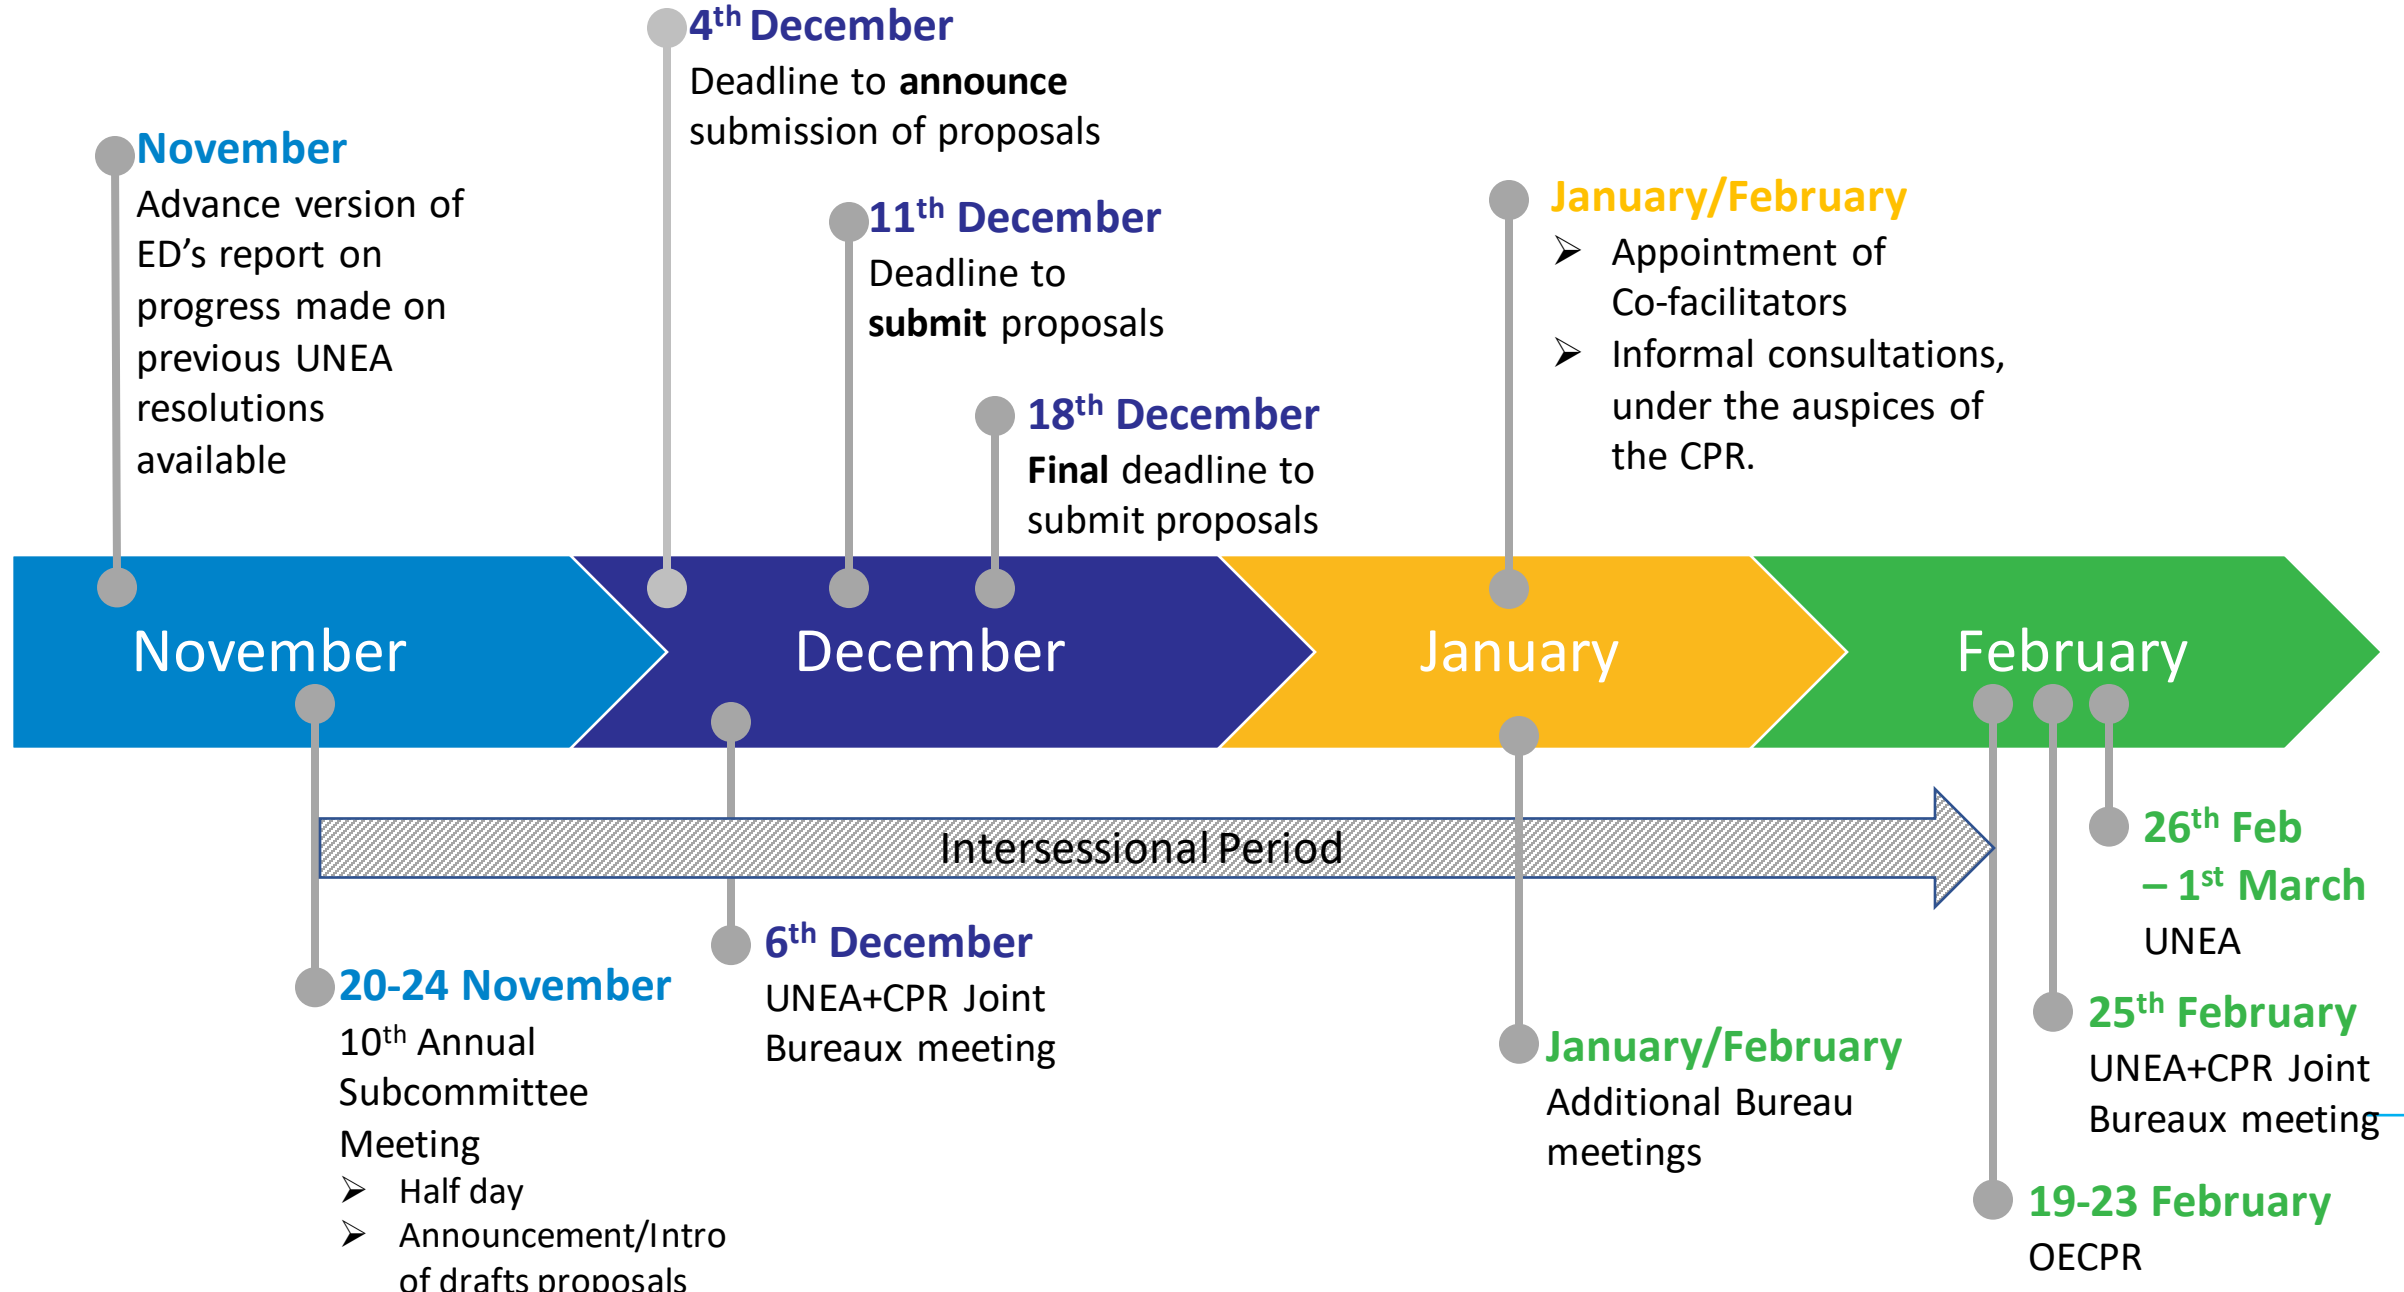 4th December
Deadline to announce
submission of proposals
November
Advance version of
ED's report on
progress made on
previous UNEA
resolutions
available
11th December
Deadline to
submit proposals
18th December
Final deadline to
submit proposals
January/February
➢ Appointment of
Co-facilitators
➢ Informal consultations,
under the auspices of
the CPR.
November
December
January
February
Intersessional Period
20-24 November
10th Annual
Subcommittee
Meeting
➢ Half day
➢ Announcement/Intro
of drafts proposals
6th December
UNEA+CPR Joint
Bureaux meeting
January/February
Additional Bureau
meetings
26th Feb
– 1st March
UNEA
25th February
UNEA+CPR Joint
Bureaux meeting
19-23 February
OECPR